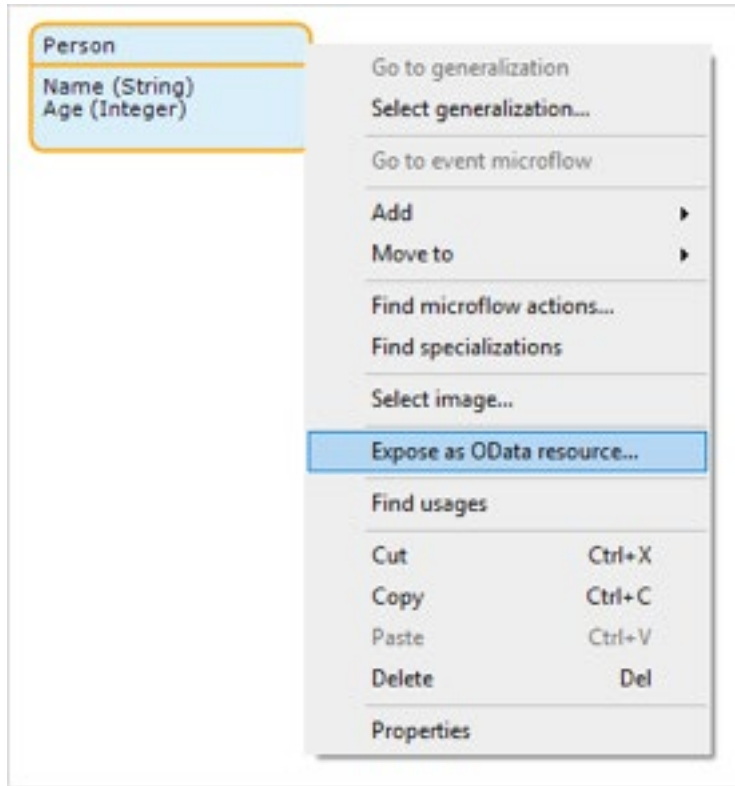 Person
Name (String)
Age (Integer)
Go to generalization
Select generalization...
Go to event microflow
Add
Move to
Find microflow actions...
Find specializations
Select image...
Expose as OData resource...
Find usages
Cut Ctrl+X
Copy Ctrl+C
Paste Ctrl+V
Delete Del
Properties